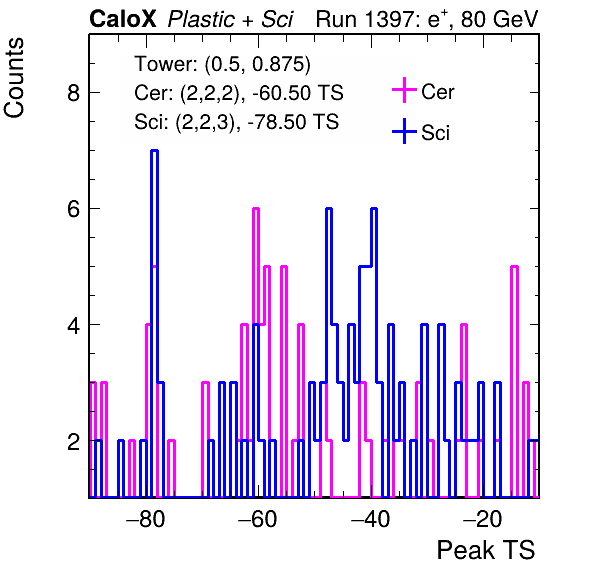 CaloX Plastic + Sci Run 1397: e⁺, 80 GeV
Counts
Tower: (0.5, 0.875)
Cer: (2,2,2), -60.50 TS
Sci: (2,2,3), -78.50 TS
Cer
Sci
8
6
4
2
−80 −60 −40 −20
Peak TS